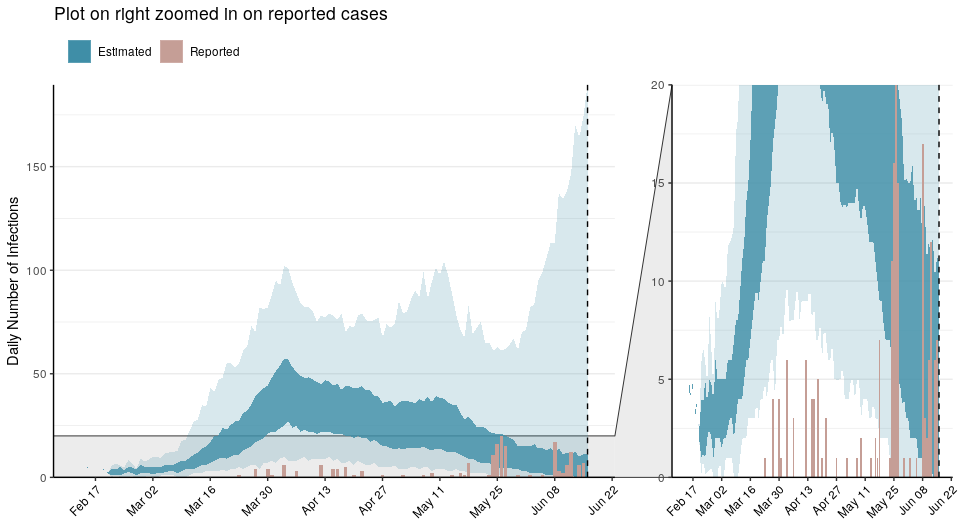 Plot on right zoomed in on reported cases
Estimated Reported
Daily Number of Infections
150
100
50
0
Feb 17 Mar 02 Mar 16 Mar 30 Apr 13 Apr 27 May 11 May 25 Jun 08 Jun 22
20
15
10
5
0
Feb 17 Mar 02 Mar 16 Mar 30 Apr 13 Apr 27 May 11 May 25 Jun 08 Jun 22